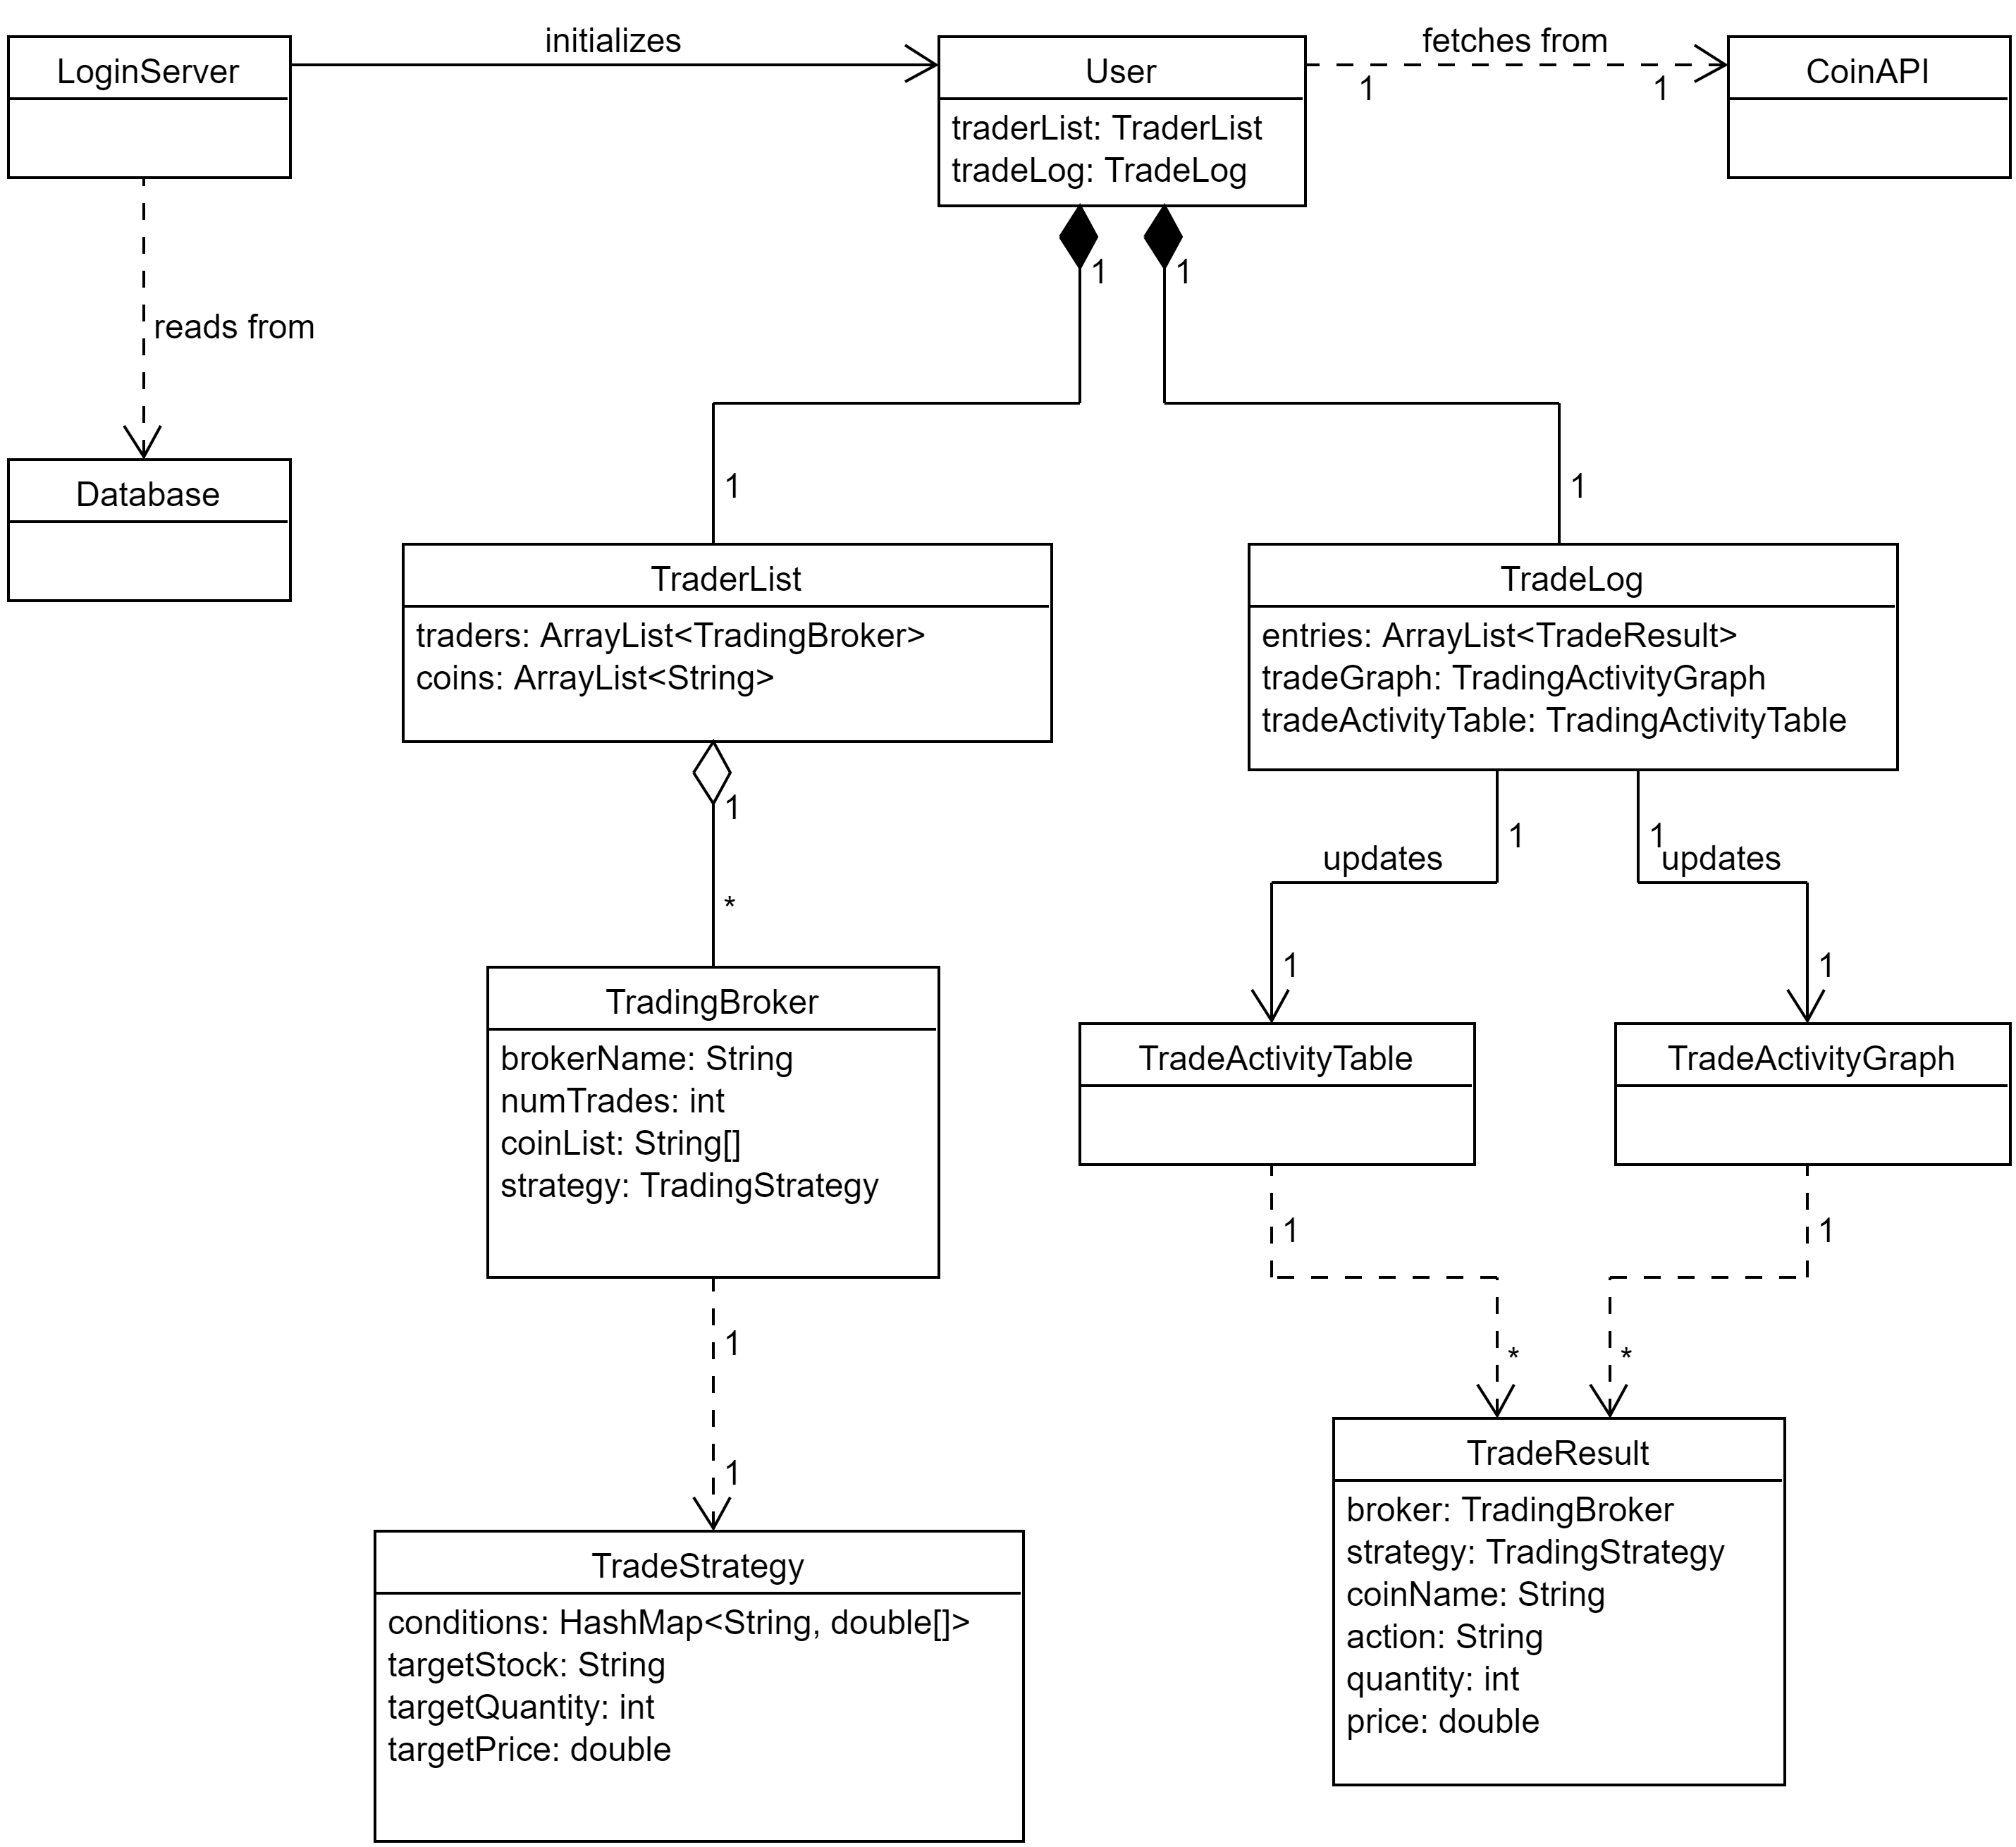 initializes
fetches from
LoginServer
User
CoinAPI
1
1
traderList: TraderList
tradeLog: TradeLog
1
1
reads from
Database
1
1
TraderList
TradeLog
traders: ArrayList<TradingBroker>
coins: ArrayList<String>
entries: ArrayList<TradeResult>
tradeGraph: TradingActivityGraph
tradeActivityTable: TradingActivityTable
1
*
1
1
updates
updates
1
1
TradingBroker
brokerName: String
numTrades: int
coinList: String[]
strategy: TradingStrategy
TradeActivityTable
TradeActivityGraph
1
1
1
1
*
*
TradeStrategy
conditions: HashMap<String, double[]>
targetStock: String
targetQuantity: int
targetPrice: double
TradeResult
broker: TradingBroker
strategy: TradingStrategy
coinName: String
action: String
quantity: int
price: double